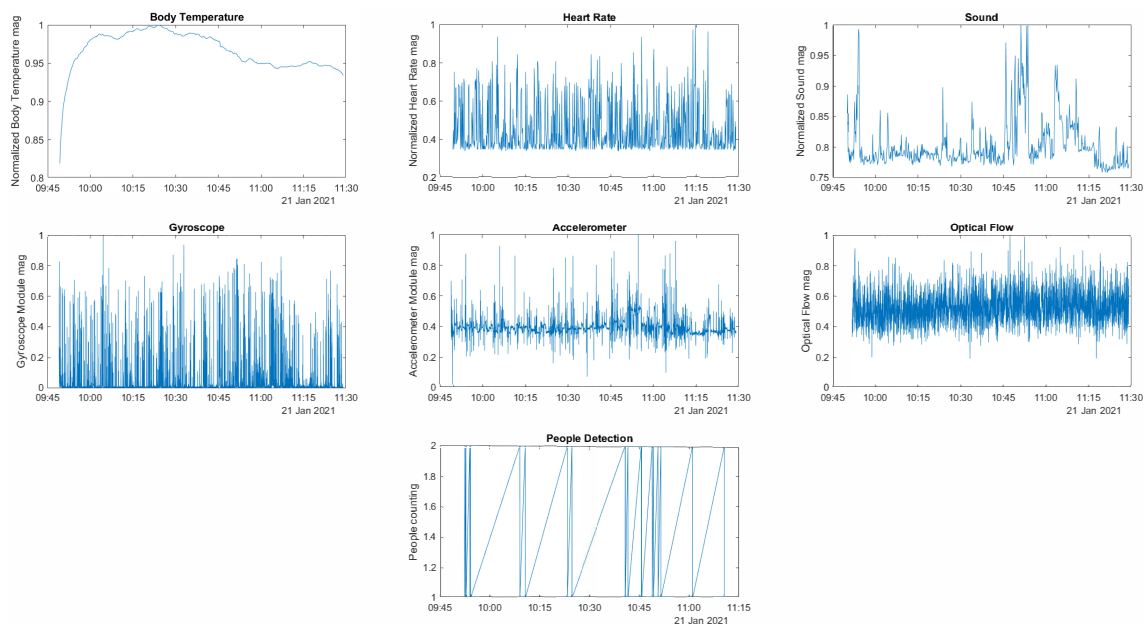 Body Temperature
Normalized Body Temperature mag
1
0.95
0.9
0.85
0.8
09:45 10:00 10:15 10:30 10:45 11:00 11:15 11:30
21 Jan 2021
Heart Rate
Normalized Heart Rate mag
1
0.8
0.6
0.4
0.2
09:45 10:00 10:15 10:30 10:45 11:00 11:15 11:30
21 Jan 2021
Sound
Normalized Sound mag
1
0.95
0.9
0.85
0.8
0.75
09:45 10:00 10:15 10:30 10:45 11:00 11:15 11:30
21 Jan 2021
Gyroscope
Gyroscope Module mag
1
0.8
0.6
0.4
0.2
0
09:45 10:00 10:15 10:30 10:45 11:00 11:15 11:30
21 Jan 2021
Accelerometer
Accelerometer Module mag
1
0.8
0.6
0.4
0.2
0
09:45 10:00 10:15 10:30 10:45 11:00 11:15 11:30
21 Jan 2021
Optical Flow
Optical Flow mag
1
0.8
0.6
0.4
0.2
0
09:45 10:00 10:15 10:30 10:45 11:00 11:15 11:30
21 Jan 2021
People Detection
People counting
2
1.8
1.6
1.4
1.2
1
09:45 10:00 10:15 10:30 10:45 11:00 11:15
21 Jan 2021